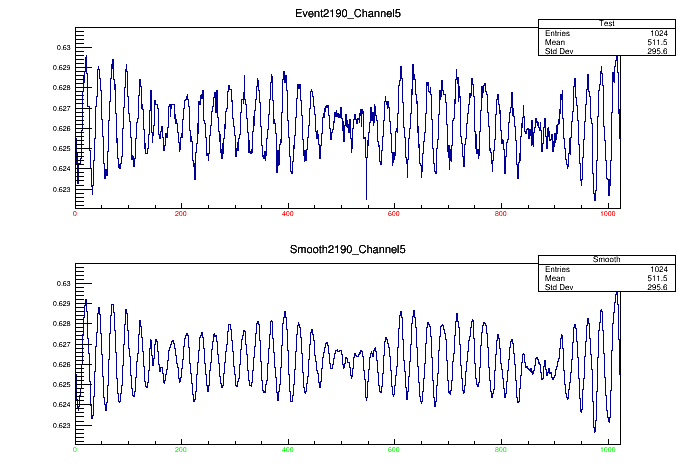 Event2190_Channel5
Test
Entries 1024
Mean 511.5
Std Dev 295.6
0.63
0.629
0.628
0.627
0.626
0.625
0.624
0.623
0 200 400 600 800 1000
Smooth2190_Channel5
Smooth
Entries 1024
Mean 511.5
Std Dev 295.6
0.63
0.629
0.628
0.627
0.626
0.625
0.624
0.623
0 200 400 600 800 1000